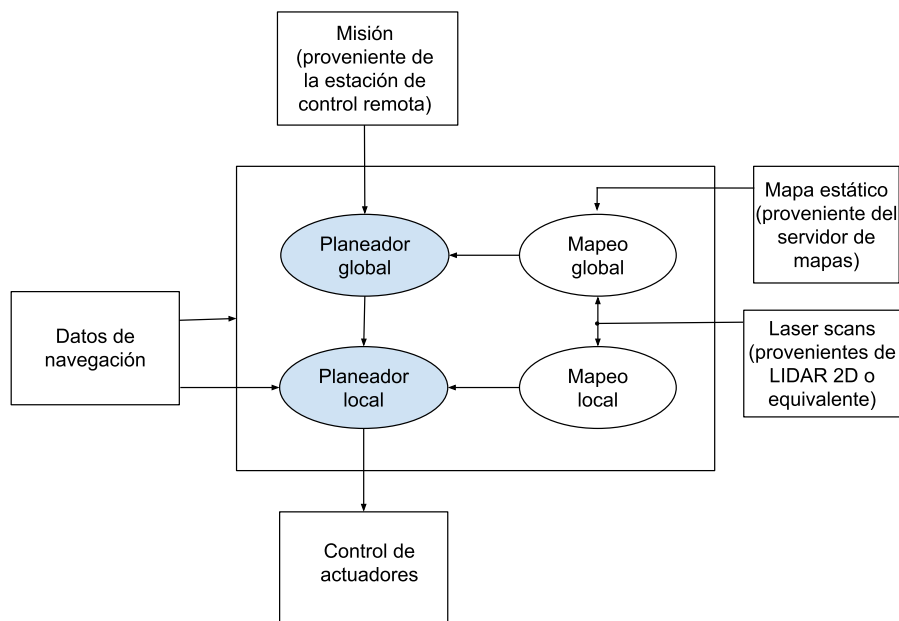 Misión
(proveniente de
la estación de
control remota)
Planeador
global
Mapeo
global
Mapa estático
(proveniente del
servidor de
mapas)
Datos de
navegación
Planeador
local
Mapeo
local
Laser scans
(provenientes de
LIDAR 2D o
equivalente)
Control de
actuadores